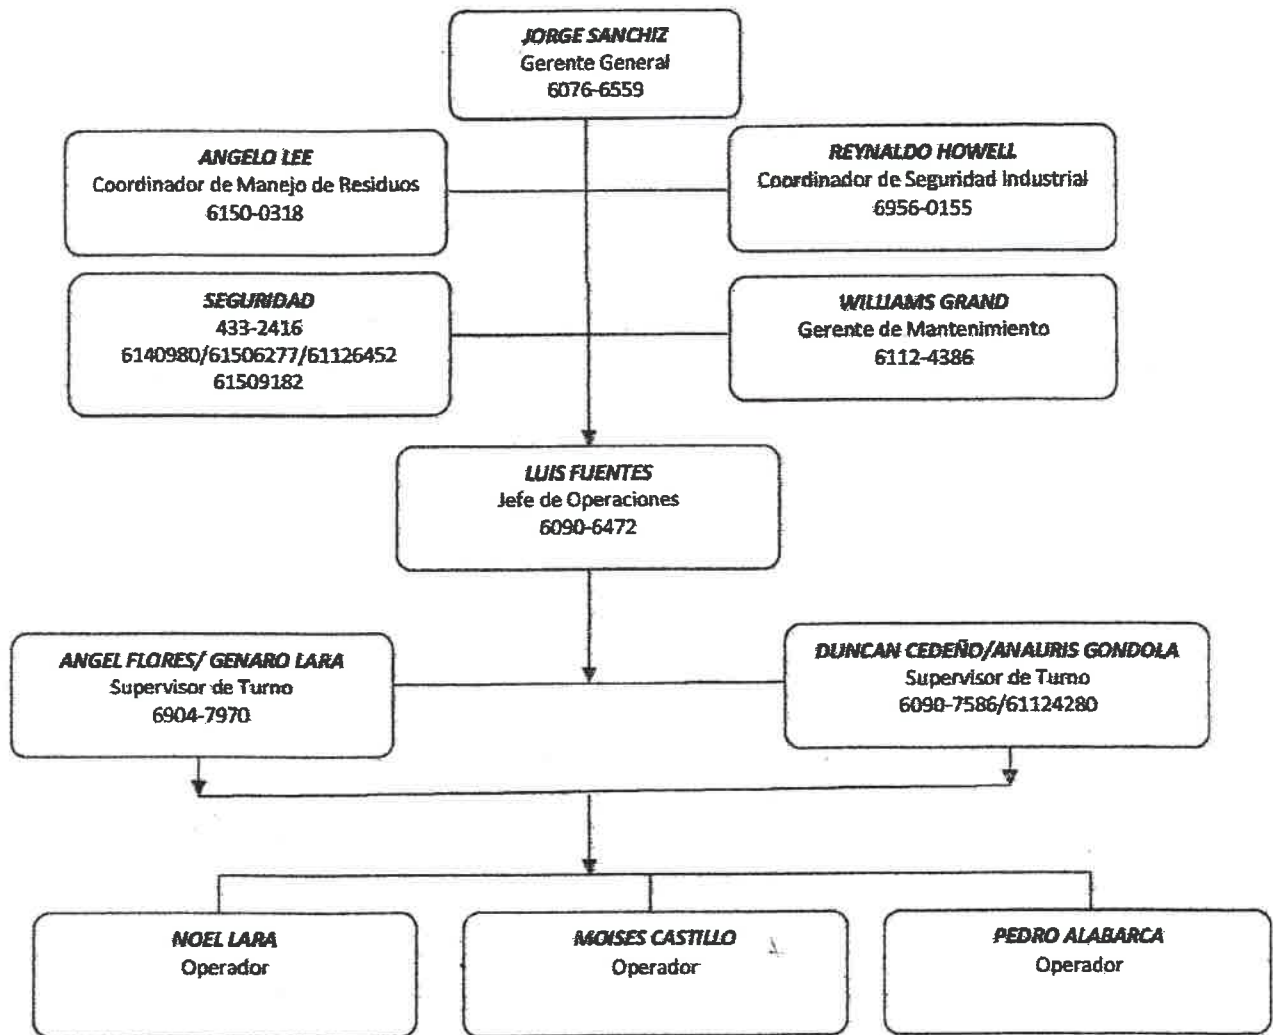 JORGE SANCHIZ
Gerente General
6076-6559
ANGELO LEE
Coordinador de Manejo de Residuos
6150-0318
REYNALDO HOWELL
Coordinador de Seguridad Industrial
6956-0155
SEGURIDAD
433-2416
6140980/61506277/61126452
61509182
WILLIAMS GRAND
Gerente de Mantenimiento
6112-4386
LUIS FUENTES
Jefe de Operaciones
6090-6472
ANGEL FLORES/ GENARO LARA
Supervisor de Turno
6904-7970
DUNCAN CEDEÑO/ANAURIS GONDOLA
Supervisor de Turno
6090-7586/61124280
NOEL LARA
Operador
MOISES CASTILLO
Operador
PEDRO ALABARCA
Operador